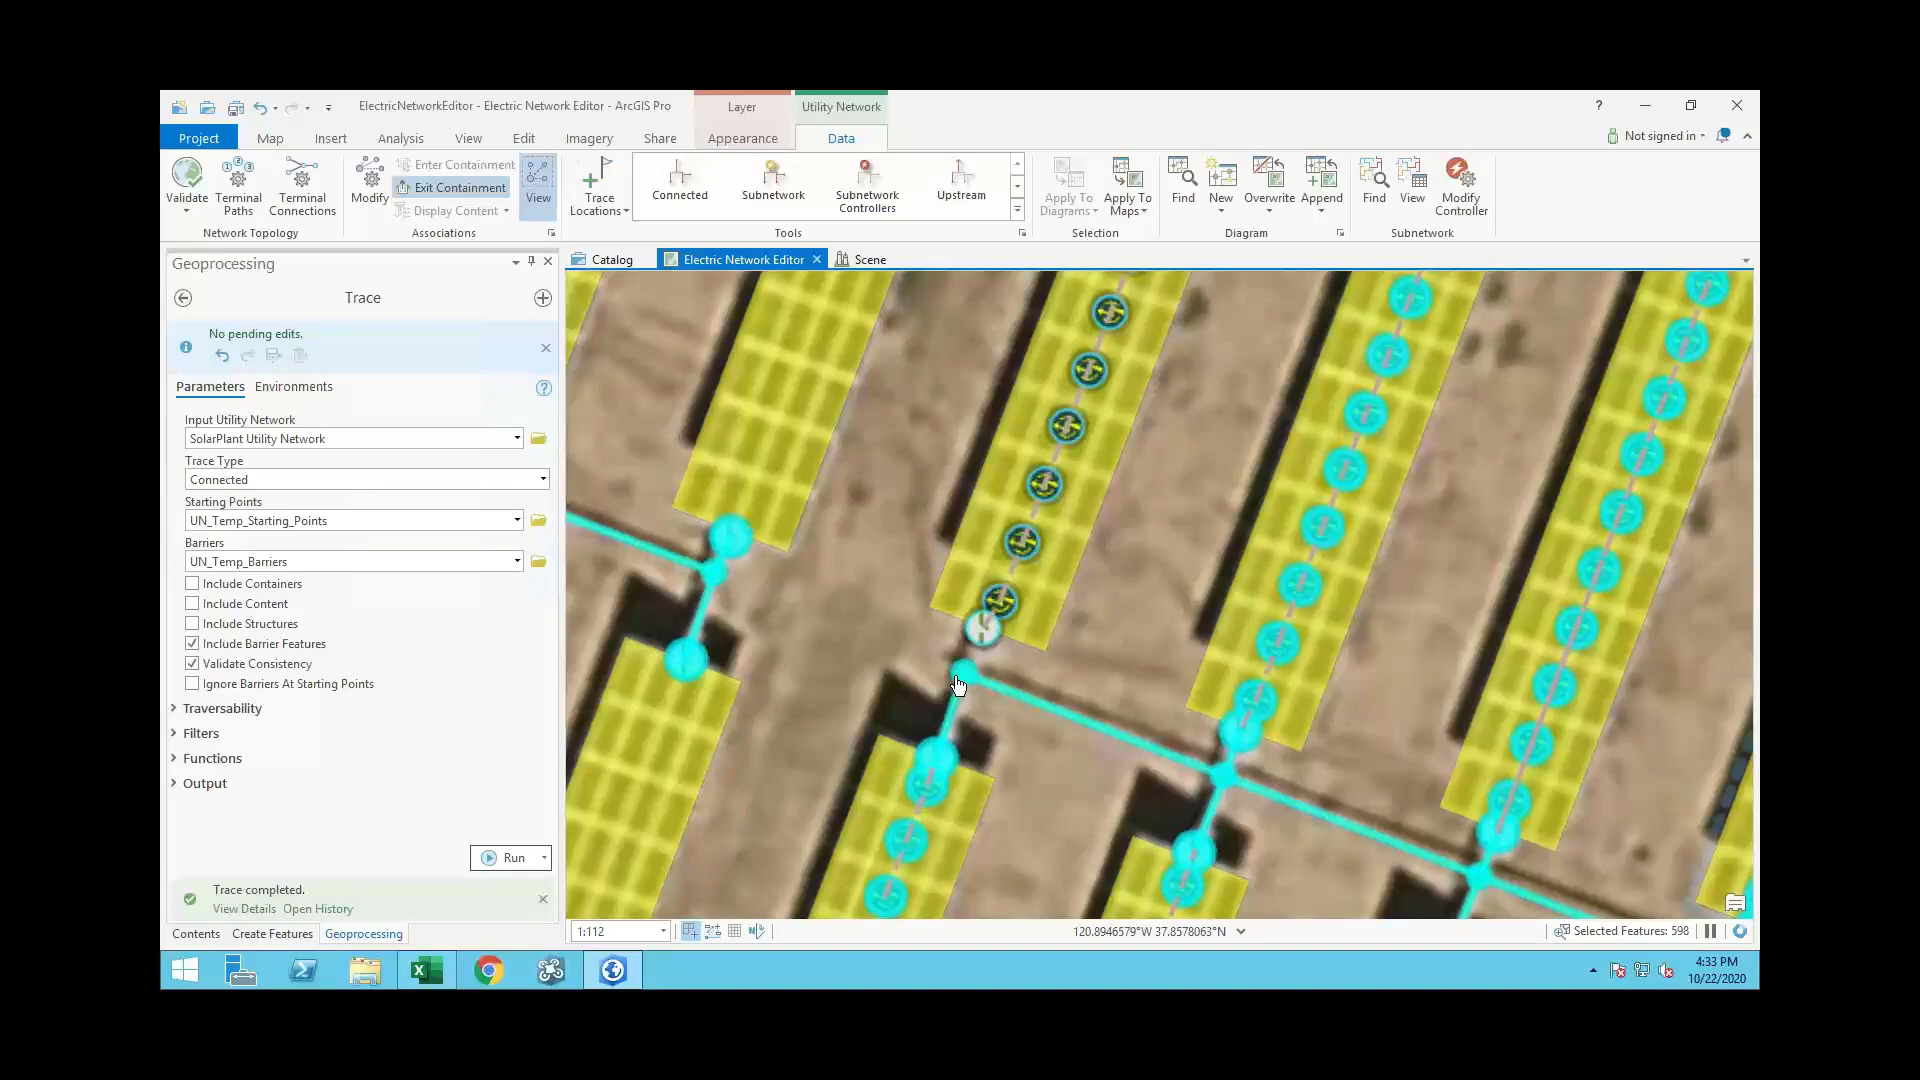 ElectricNetworkEditor - Electric Network Editor - ArcGIS Pro
Layer
Utility Network
?
Project
Map
Insert
Analysis
View
Edit
Imagery
Share
Appearance
Data
Not signed in
Validate
Terminal Paths
Terminal Connections
Network Topology
Modify
Enter Containment
Exit Containment
Display Content
View
Associations
Trace Locations
Connected
Subnetwork
Subnetwork Controllers
Upstream
Tools
Apply To Diagrams
Apply To Maps
Selection
Find
New
Overwrite
Append
Diagram
Find
View
Modify Controller
Subnetwork
Geoprocessing
Catalog
Electric Network Editor
Scene
Trace
No pending edits.
Parameters
Environments
Input Utility Network
SolarPlant Utility Network
Trace Type
Connected
Starting Points
UN_Temp_Starting_Points
Barriers
UN_Temp_Barriers
Include Containers
Include Content
Include Structures
Include Barrier Features
Validate Consistency
Ignore Barriers At Starting Points
Traversability
Filters
Functions
Output
Run
Trace completed.
View Details Open History
Contents
Create Features
Geoprocessing
1:112
120.8946579°W 37.8578063°N
Selected Features: 598
4:33 PM
10/22/2020